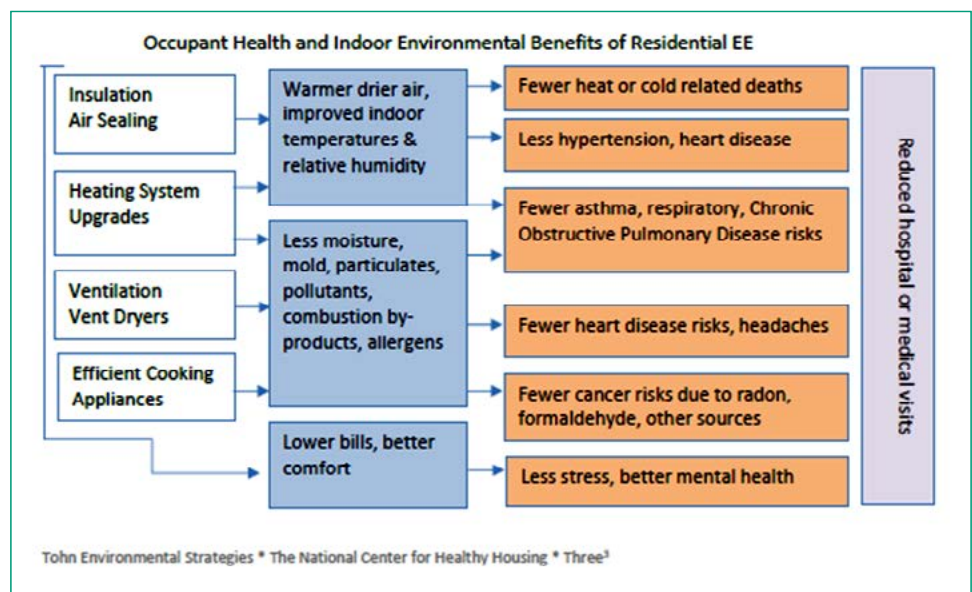 Occupant Health and Indoor Environmental Benefits of Residential EE
Insulation
Air Sealing
Heating System
Upgrades
Ventilation
Vent Dryers
Efficient Cooking
Appliances
Warmer drier air,
improved indoor
temperatures &
relative humidity
Less moisture,
mold, particulates,
pollutants,
combustion by-
products, allergens
Lower bills, better
comfort
Fewer heat or cold related deaths
Less hypertension, heart disease
Fewer asthma, respiratory, Chronic
Obstructive Pulmonary Disease risks
Fewer heart disease risks, headaches
Fewer cancer risks due to radon,
formaldehyde, other sources
Less stress, better mental health
Reduced hospital or medical visits
Tohn Environmental Strategies * The National Center for Healthy Housing * Three³